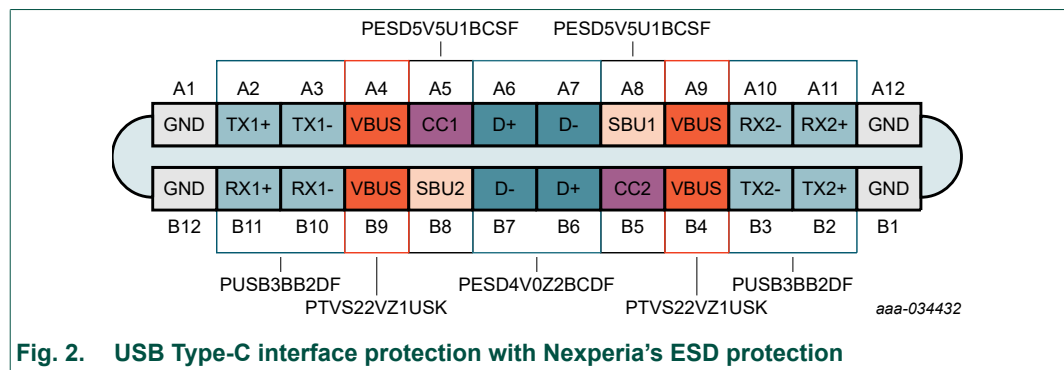 PESD5V5U1BCSF PESD5V5U1BCSF
A1 A2 A3 A4 A5 A6 A7 A8 A9 A10 A11 A12
GND TX1+ TX1- VBUS CC1 D+ D- SBU1 VBUS RX2- RX2+ GND
GND RX1+ RX1- VBUS SBU2 D- D+ CC2 VBUS TX2- TX2+ GND
B12 B11 B10 B9 B8 B7 B6 B5 B4 B3 B2 B1
PUSB3BB2DF PESD4V0Z2BCDF PUSB3BB2DF
PTVS22VZ1USK PTVS22VZ1USK aaa-034432
Fig. 2. USB Type-C interface protection with Nexperia's ESD protection